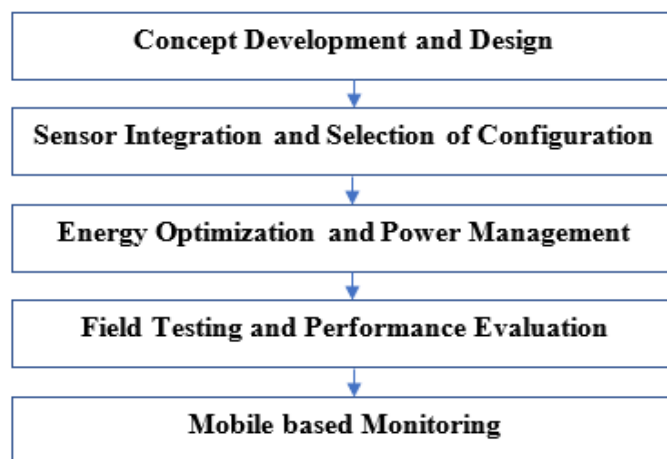 Concept Development and Design
Sensor Integration and Selection of Configuration
Energy Optimization and Power Management
Field Testing and Performance Evaluation
Mobile based Monitoring